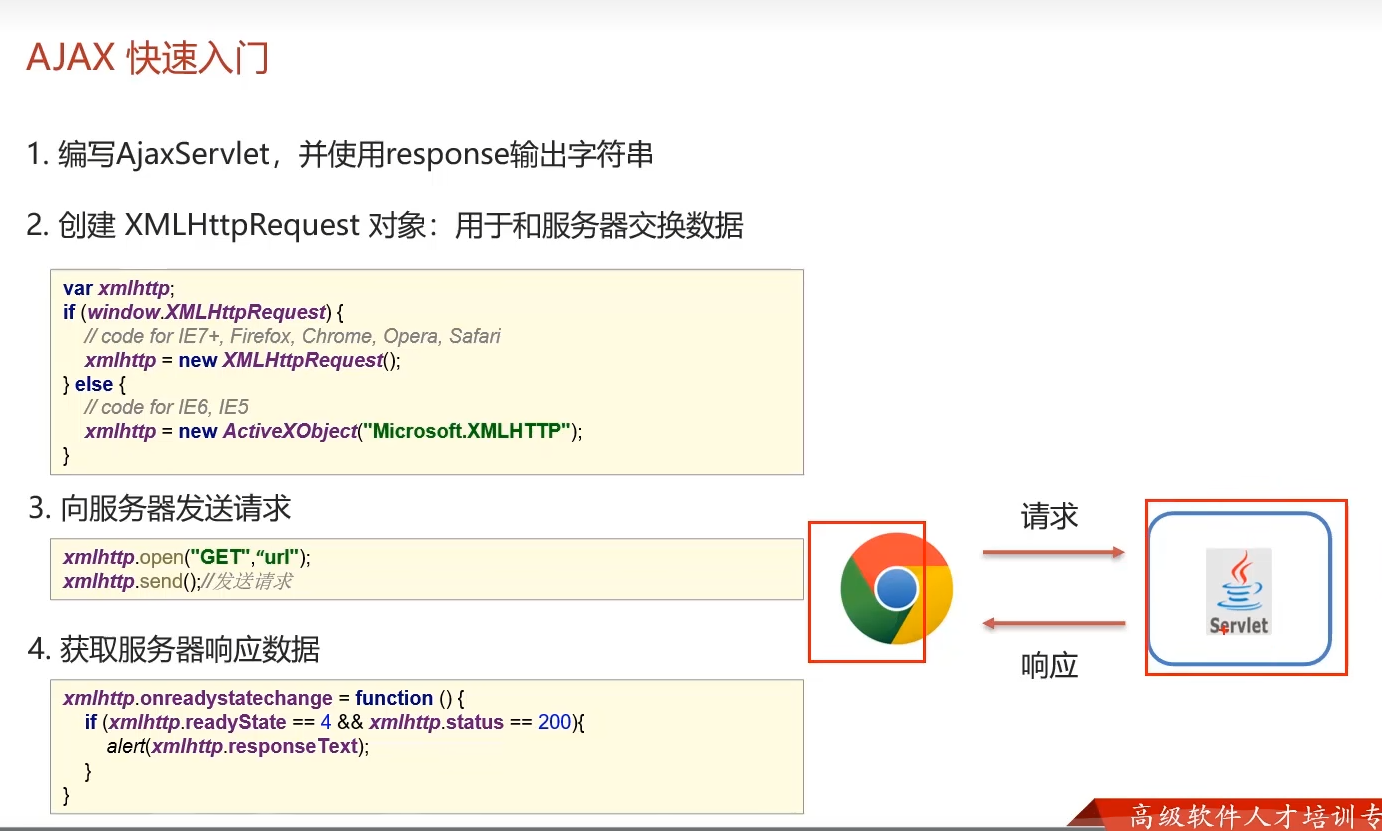 AJAX 快速入门
1. 编写AjaxServlet，并使用response输出字符串
2. 创建 XMLHttpRequest 对象：用于和服务器交换数据
var xmlhttp;
if (window.XMLHttpRequest) {
// code for IE7+, Firefox, Chrome, Opera, Safari
xmlhttp = new XMLHttpRequest();
} else {
// code for IE6, IE5
xmlhttp = new ActiveXObject("Microsoft.XMLHTTP");
}
3. 向服务器发送请求
xmlhttp.open("GET",“url");
xmlhttp.send();//发送请求
4. 获取服务器响应数据
xmlhttp.onreadystatechange = function () {
if (xmlhttp.readyState == 4 && xmlhttp.status == 200){
alert(xmlhttp.responseText);
}
}
请求
Servlet
响应
高级软件人才培训专